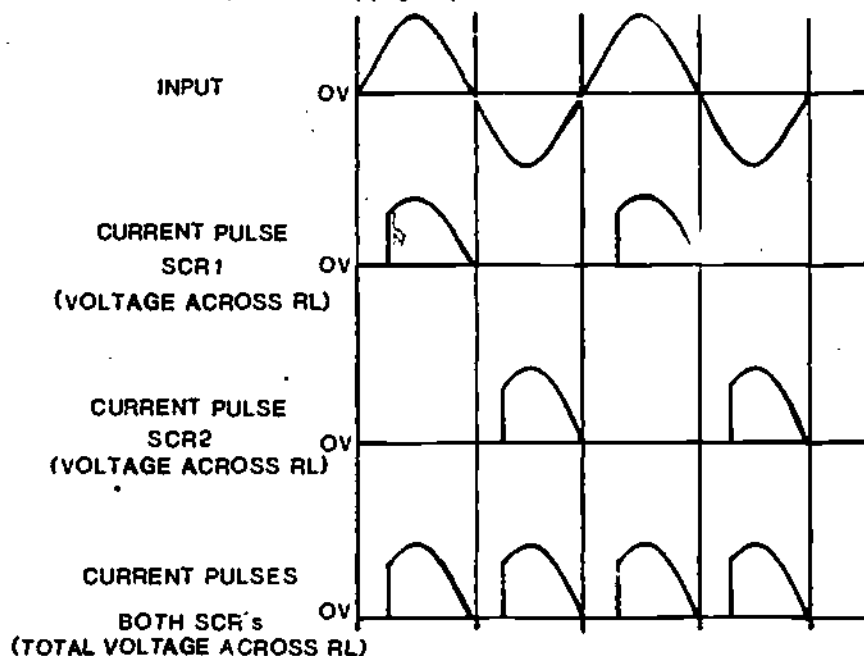 INPUT
OV
CURRENT PULSE
SCR1
OV
(VOLTAGE ACROSS RL)
CURRENT PULSE
SCR2
OV
(VOLTAGE ACROSS RL)
CURRENT PULSES
OV
BOTH SCR's
(TOTAL VOLTAGE ACROSS RL)